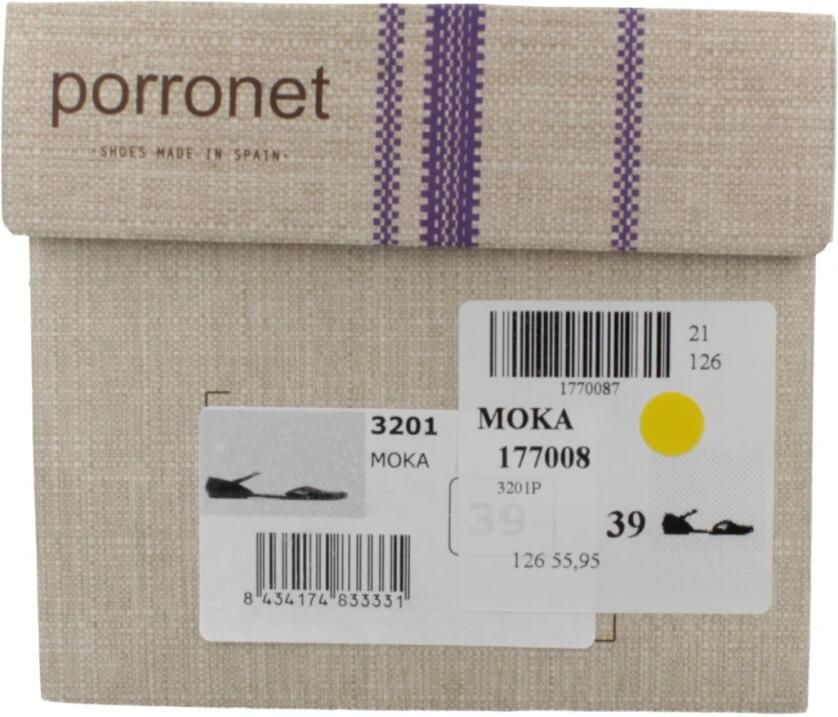 porronet
·SHOES MADE IN SPAIN·
21
126
1770087
MOKA
177008
3201P
39
126 55,95
3201
MOKA
39
8 434174 833331